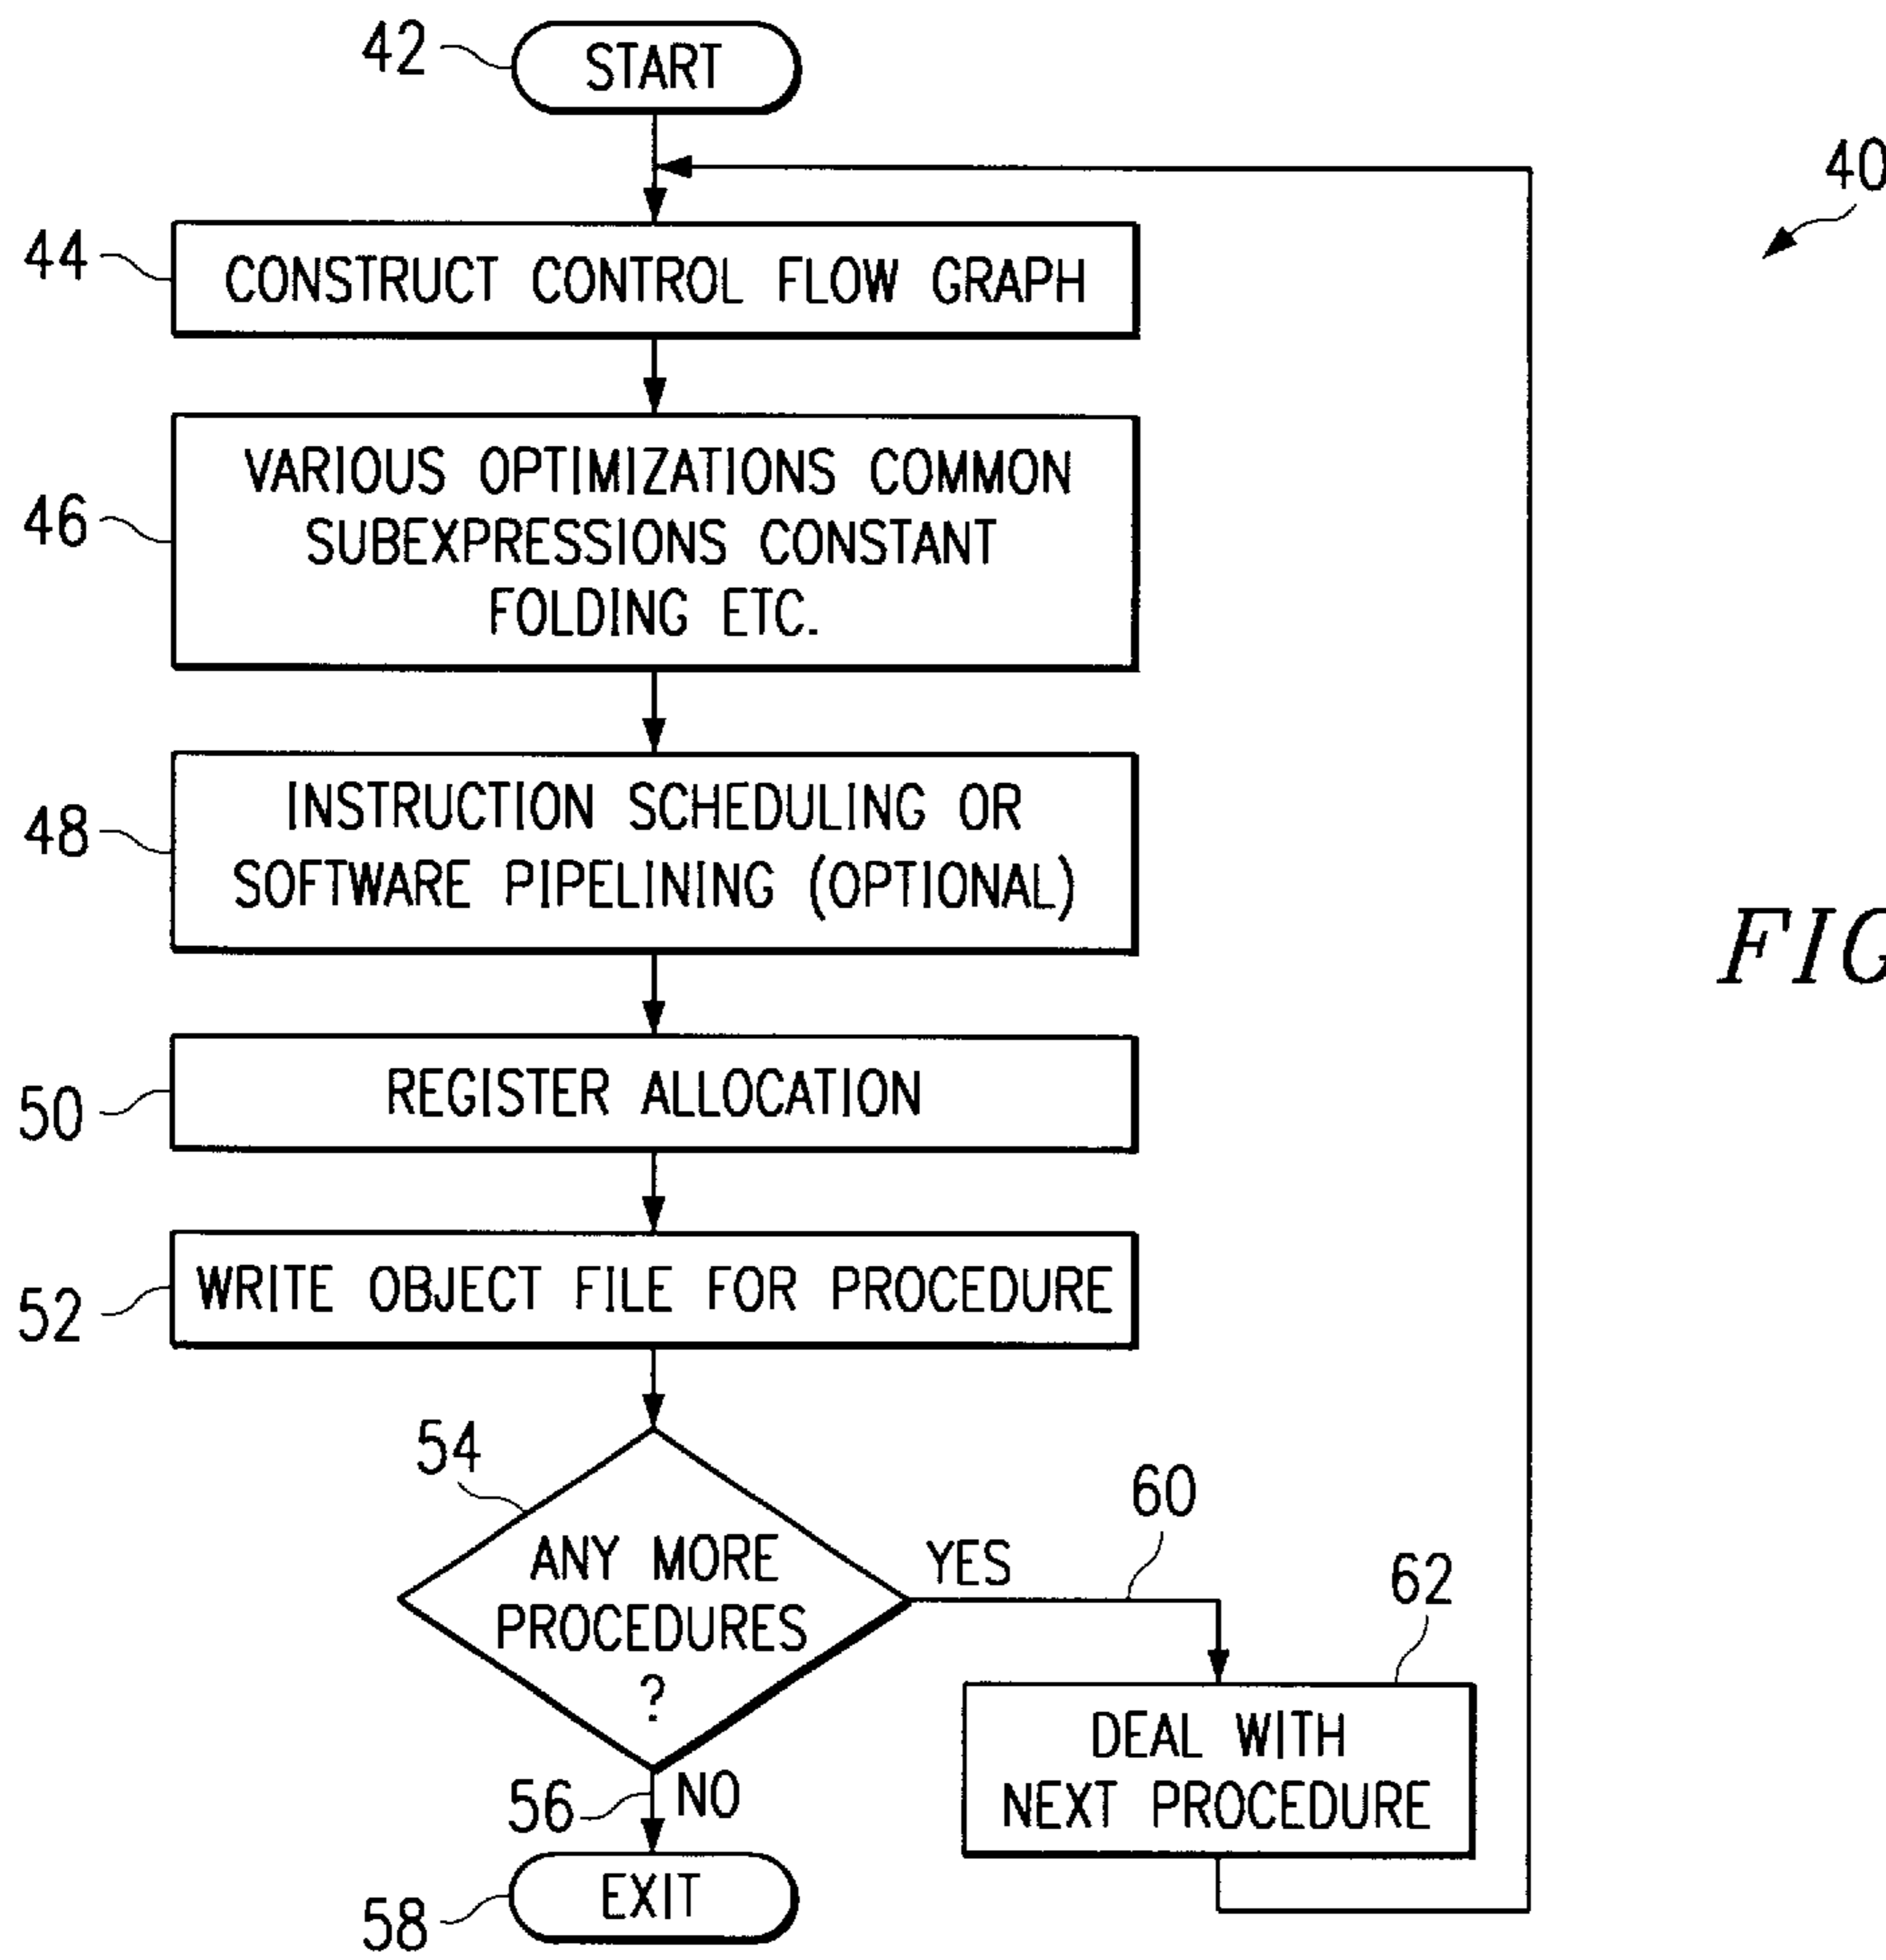 42
START
40
44
CONSTRUCT CONTROL FLOW GRAPH
46
VARIOUS OPTIMIZATIONS COMMON
SUBEXPRESSIONS CONSTANT
FOLDING ETC.
48
INSTRUCTION SCHEDULING OR
SOFTWARE PIPELINING (OPTIONAL)
FIG
50
REGISTER ALLOCATION
52
WRITE OBJECT FILE FOR PROCEDURE
54
ANY MORE
PROCEDURES
?
YES
60
62
DEAL WITH
NEXT PROCEDURE
56
NO
58
EXIT